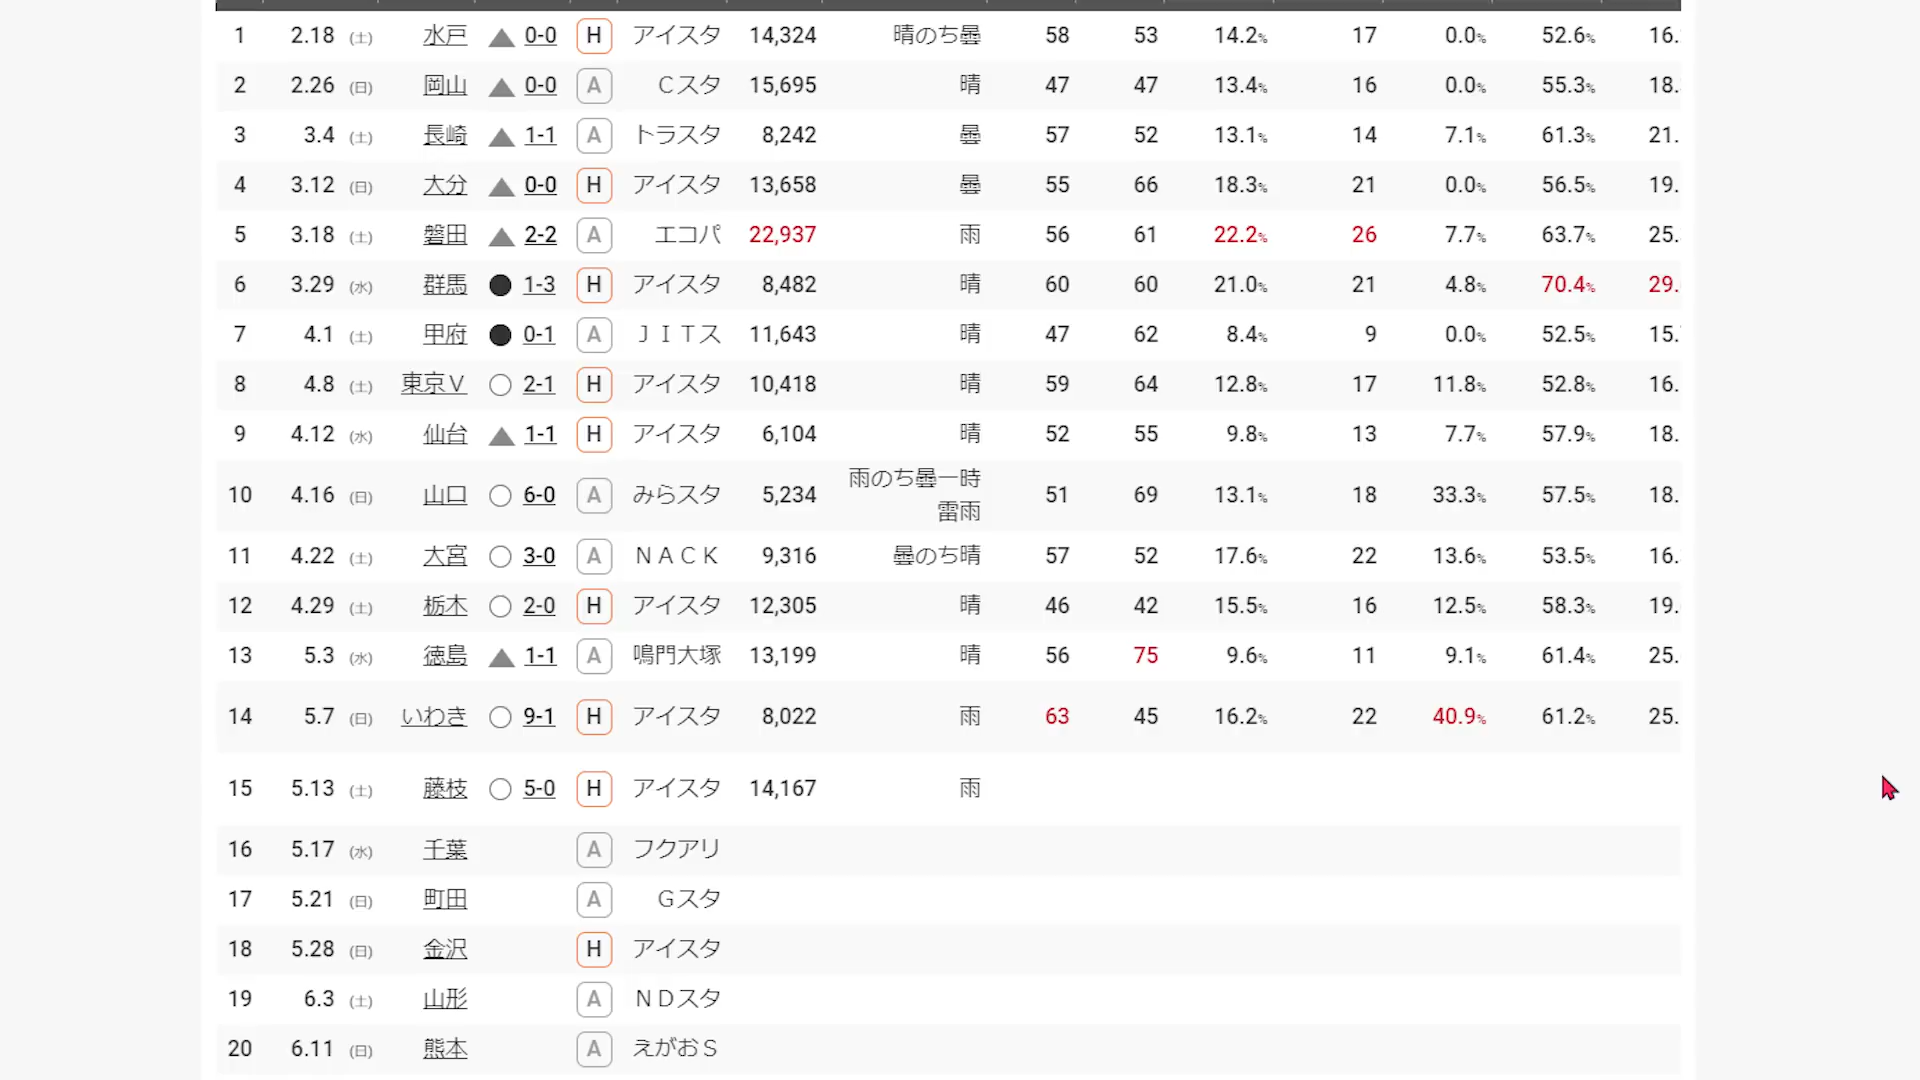 1 2.18 (土) 水戸 ▲ 0-0 H アイスタ 14,324 晴のち曇 58 53 14.2% 17 0.0% 52.6% 16.
2 2.26 (日) 岡山 ▲ 0-0 A Ｃスタ 15,695 晴 47 47 13.4% 16 0.0% 55.3% 18.
3 3.4 (土) 長崎 ▲ 1-1 A トラスタ 8,242 曇 57 52 13.1% 14 7.1% 61.3% 21.
4 3.12 (日) 大分 ▲ 0-0 H アイスタ 13,658 曇 55 66 18.3% 21 0.0% 56.5% 19.
5 3.18 (土) 磐田 ▲ 2-2 A エコパ 22,937 雨 56 61 22.2% 26 7.7% 63.7% 25.
6 3.29 (水) 群馬 ● 1-3 H アイスタ 8,482 晴 60 60 21.0% 21 4.8% 70.4% 29.
7 4.1 (土) 甲府 ● 0-1 A ＪＩＴス 11,643 晴 47 62 8.4% 9 0.0% 52.5% 15.
8 4.8 (土) 東京Ｖ ○ 2-1 H アイスタ 10,418 晴 59 64 12.8% 17 11.8% 52.8% 16.
9 4.12 (水) 仙台 ▲ 1-1 H アイスタ 6,104 晴 52 55 9.8% 13 7.7% 57.9% 18.
10 4.16 (日) 山口 ○ 6-0 A みらスタ 5,234 雨のち曇一時 51 69 13.1% 18 33.3% 57.5% 18.
雷雨
11 4.22 (土) 大宮 ○ 3-0 A ＮＡＣＫ 9,316 曇のち晴 57 52 17.6% 22 13.6% 53.5% 16.
12 4.29 (土) 栃木 ○ 2-0 H アイスタ 12,305 晴 46 42 15.5% 16 12.5% 58.3% 19.
13 5.3 (水) 徳島 ▲ 1-1 A 鳴門大塚 13,199 晴 56 75 9.6% 11 9.1% 61.4% 25.
14 5.7 (日) いわき ○ 9-1 H アイスタ 8,022 雨 63 45 16.2% 22 40.9% 61.2% 25.
15 5.13 (土) 藤枝 ○ 5-0 H アイスタ 14,167 雨
16 5.17 (水) 千葉 A フクアリ
17 5.21 (日) 町田 A Ｇスタ
18 5.28 (日) 金沢 H アイスタ
19 6.3 (土) 山形 A ＮＤスタ
20 6.11 (日) 熊本 A えがおＳ